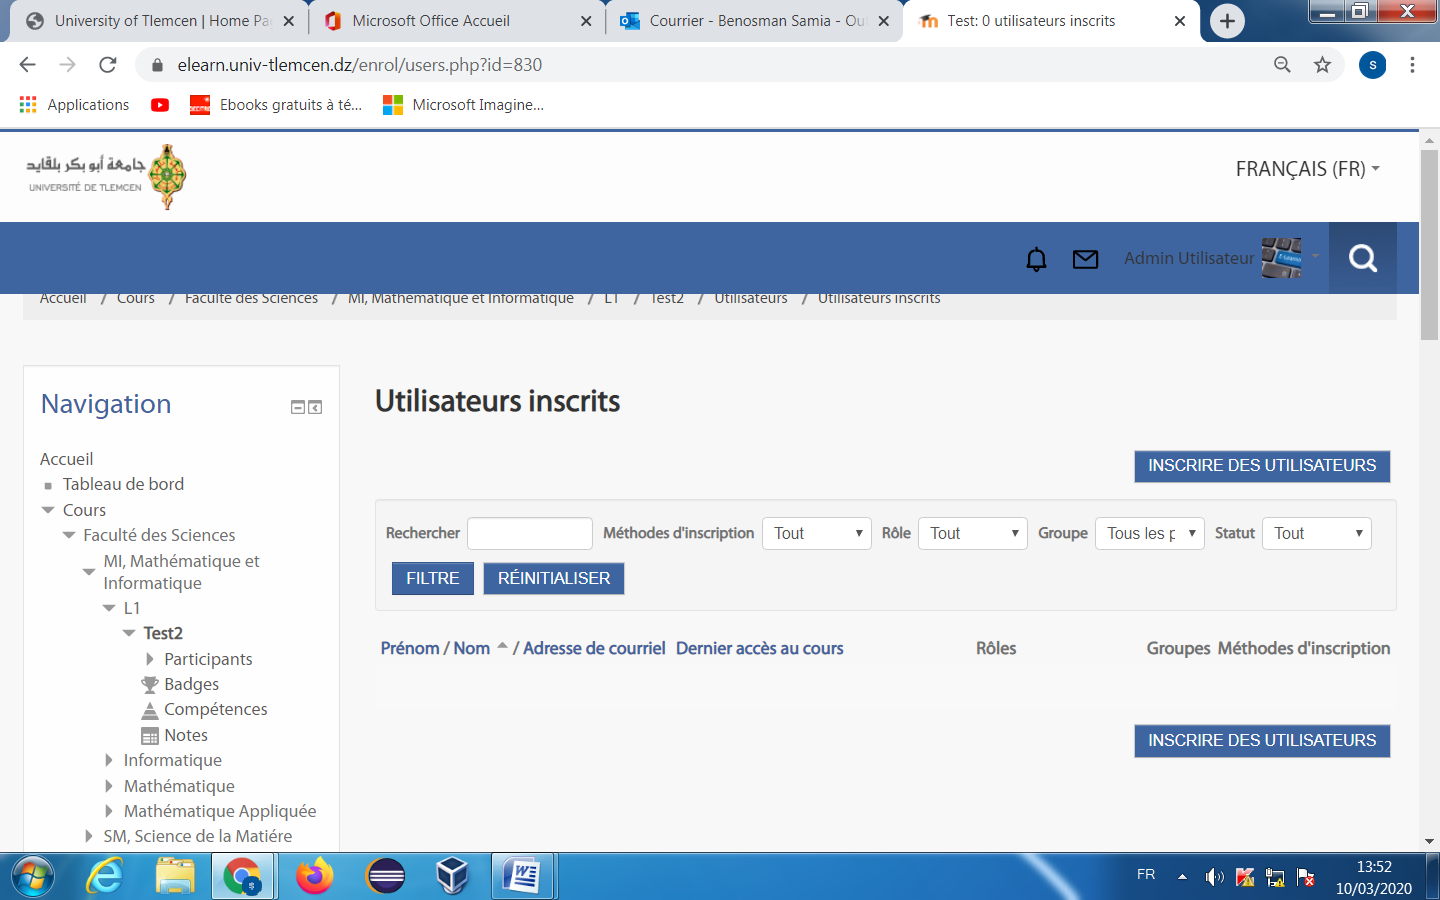 University of Tlemcen | Home Pa
Microsoft Office Accueil
Courrier - Benosman Samia - Ou
Test: 0 utilisateurs inscrits
elearn.univ-tlemcen.dz/enrol/users.php?id=830
S
Applications
Ebooks gratuits à té...
Microsoft Imagine...
جامعة أبو بكر بلقايد
UNIVERSITÉ DE TLEMCEN
FRANÇAIS (FR)
Admin Utilisateur
Accueil / Cours / Faculté des Sciences / MI, Mathématique et Informatique / L1 / Test2 / Utilisateurs / Utilisateurs inscrits
Navigation
Accueil
Tableau de bord
Cours
Faculté des Sciences
MI, Mathématique et
Informatique
L1
Test2
Participants
Badges
Compétences
Notes
Informatique
Mathématique
Mathématique Appliquée
SM, Science de la Matiére
Utilisateurs inscrits
INSCRIRE DES UTILISATEURS
Rechercher Méthodes d'inscription Tout Rôle Tout Groupe Tous les p Statut Tout
FILTRE RÉINITIALISER
Prénom / Nom / Adresse de courriel Dernier accès au cours Rôles Groupes Méthodes d'inscription
INSCRIRE DES UTILISATEURS
FR
13:52
10/03/2020